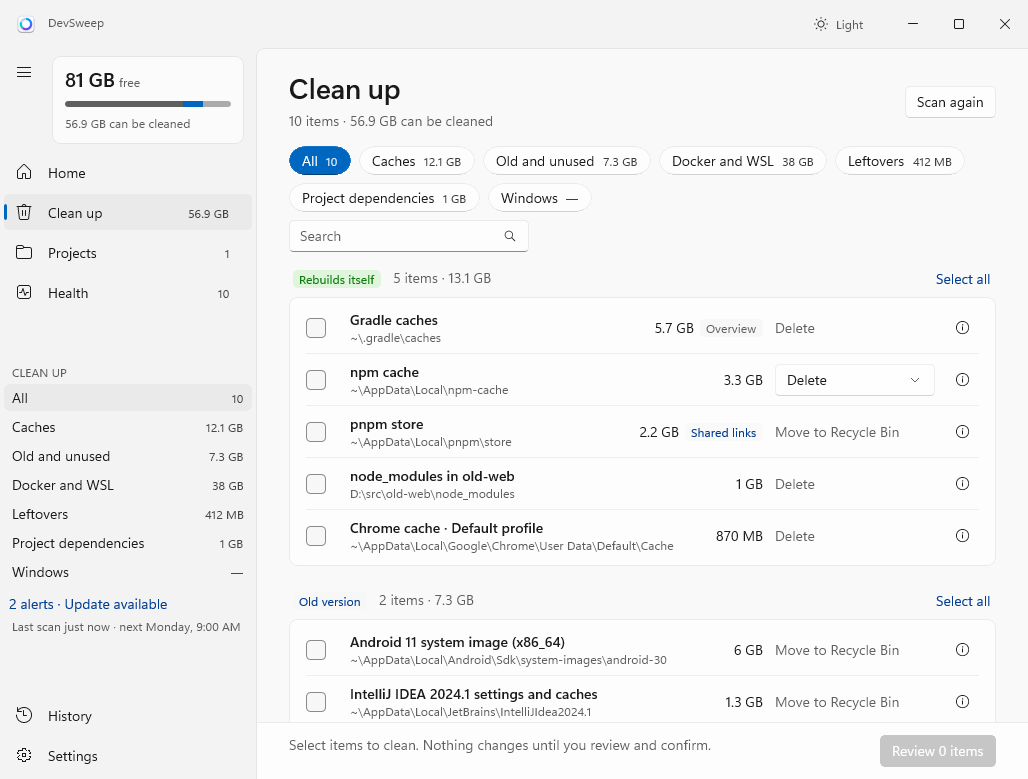 DevSweep
Light
81 GB free
56.9 GB can be cleaned
Home
Clean up 56.9 GB
Projects 1
Health 10
CLEAN UP
All 10
Caches 12.1 GB
Old and unused 7.3 GB
Docker and WSL 38 GB
Leftovers 412 MB
Project dependencies 1 GB
Windows —
2 alerts · Update available
Last scan just now · next Monday, 9:00 AM
History
Settings
Clean up
10 items · 56.9 GB can be cleaned
Scan again
All 10 Caches 12.1 GB Old and unused 7.3 GB Docker and WSL 38 GB Leftovers 412 MB
Project dependencies 1 GB Windows —
Search
Rebuilds itself 5 items · 13.1 GB Select all
Gradle caches
~\.gradle\caches
5.7 GB Overview Delete
npm cache
~\AppData\Local\npm-cache
3.3 GB Delete
pnpm store
~\AppData\Local\pnpm\store
2.2 GB Shared links Move to Recycle Bin
node_modules in old-web
D:\src\old-web\node_modules
1 GB Delete
Chrome cache · Default profile
~\AppData\Local\Google\Chrome\User Data\Default\Cache
870 MB Delete
Old version 2 items · 7.3 GB Select all
Android 11 system image (x86_64)
~\AppData\Local\Android\Sdk\system-images\android-30
6 GB Move to Recycle Bin
IntelliJ IDEA 2024.1 settings and caches
~\AppData\Local\JetBrains\IntelliJIdea2024.1
1.3 GB Move to Recycle Bin
Select items to clean. Nothing changes until you review and confirm.
Review 0 items